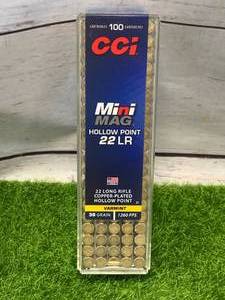 100
CCI
Mini
MAG
HOLLOW POINT
22 LR
22 LONG RIFLE
COPPER-PLATED
HOLLOW POINT
VARMINT
36 GRAIN 1260 FPS